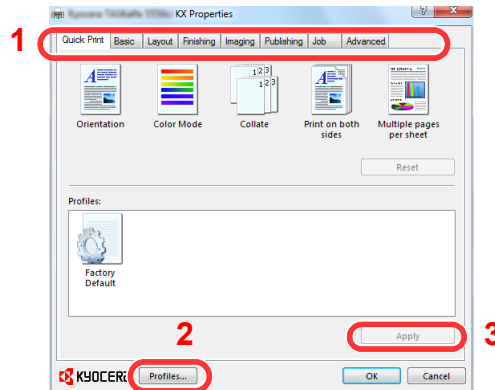 KX Properties
1
Quick Print Basic Layout Finishing Imaging Publishing Job Advanced
Orientation
Color Mode
Collate
Print on both
sides
Multiple pages
per sheet
Reset
Profiles:
Factory
Default
2
Apply
3
KYOCERA
Profiles...
OK
Cancel